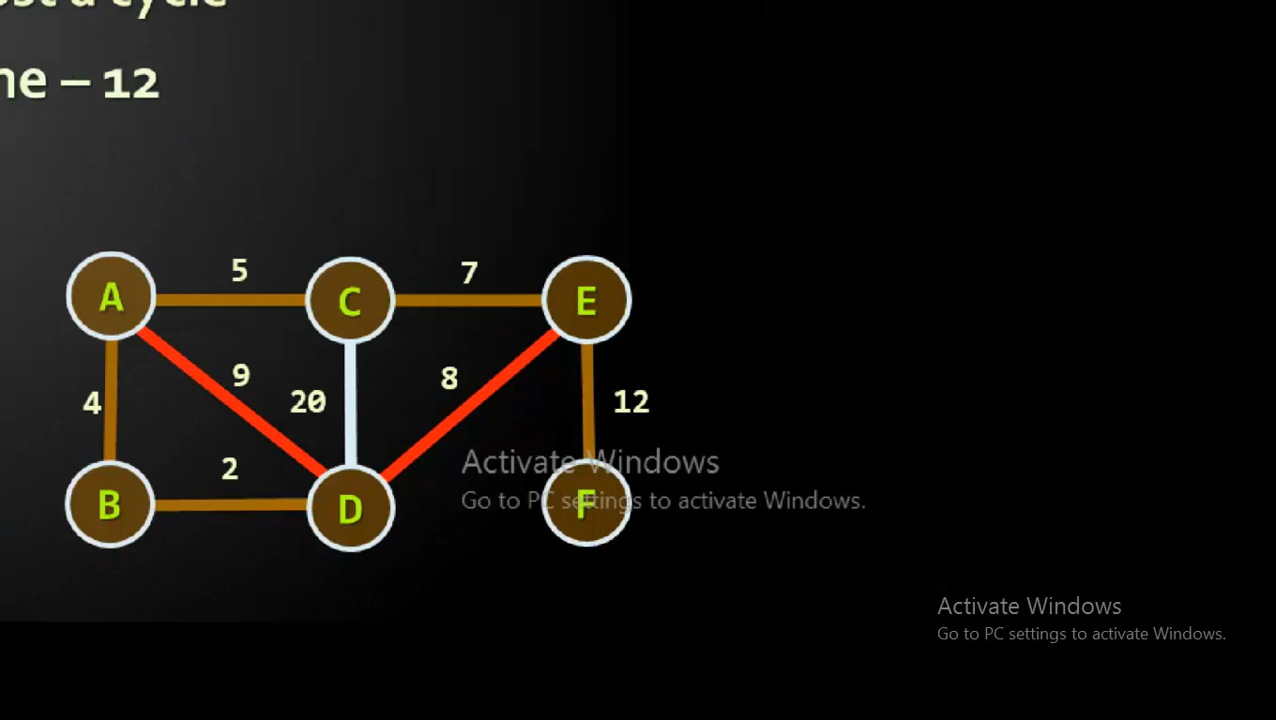 a cycle
– 12
5
7
A
C
E
9
8
4
20
12
2
Activate Windows
Go to PC settings to activate Windows.
B
D
F
Activate Windows
Go to PC settings to activate Windows.